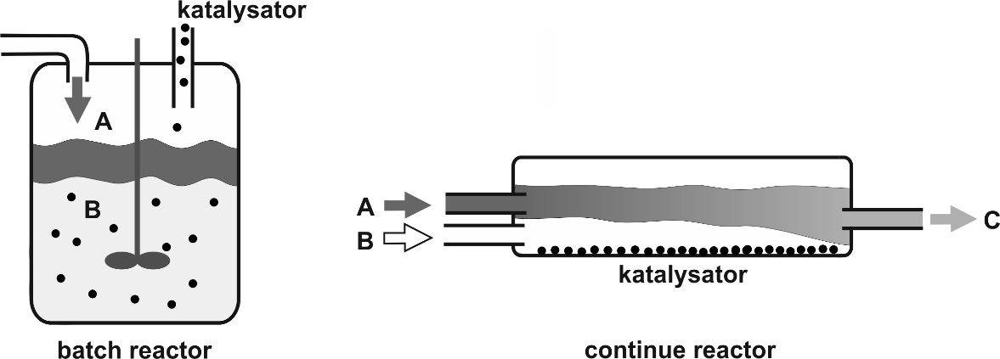 katalysator
A
B
batch reactor
A
B
C
katalysator
continue reactor